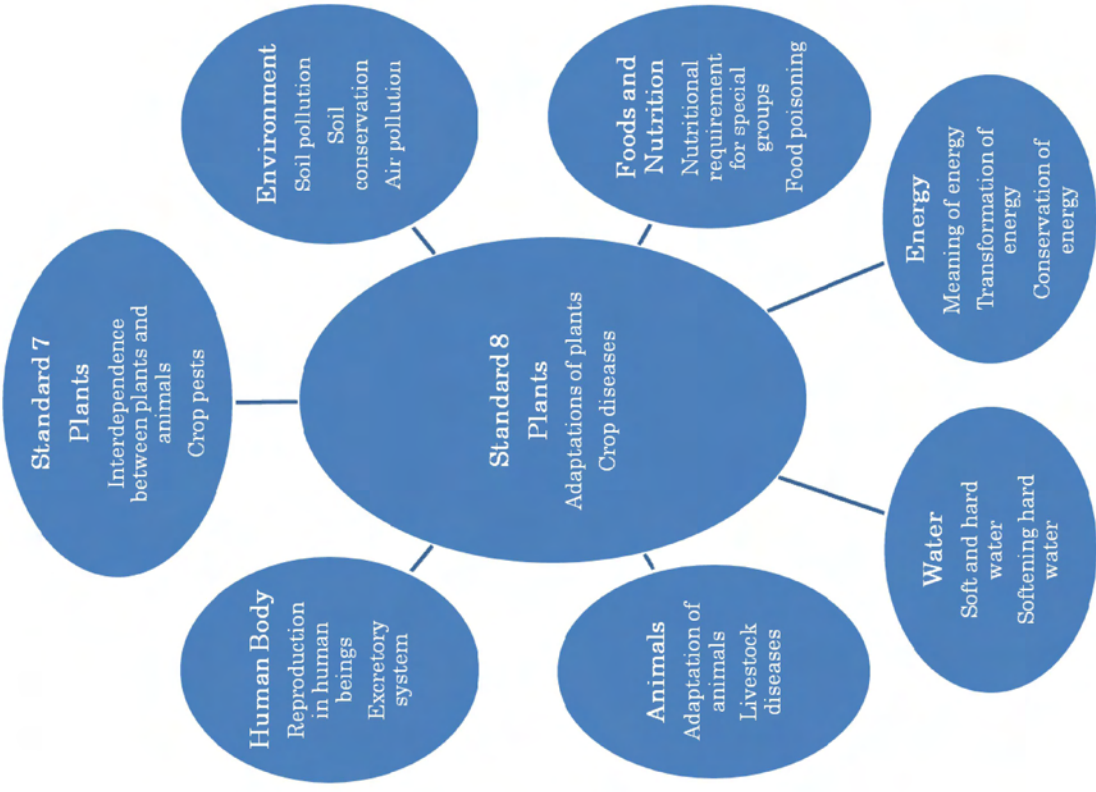 Standard 7
Plants
Interdependence
between plants and
animals
Crop pests
Human Body
Reproduction
in human
beings
Excretory
system
Environment
Soil pollution
Soil
conservation
Air pollution
Standard 8
Plants
Adaptations of plants
Crop diseases
Animals
Adaptation of
animals
Livestock
diseases
Foods and
Nutrition
Nutritional
requirement
for special
groups
Food poisoning
Water
Soft and hard
water
Softening hard
water
Energy
Meaning of energy
Transformation of
energy
Conservation of
energy